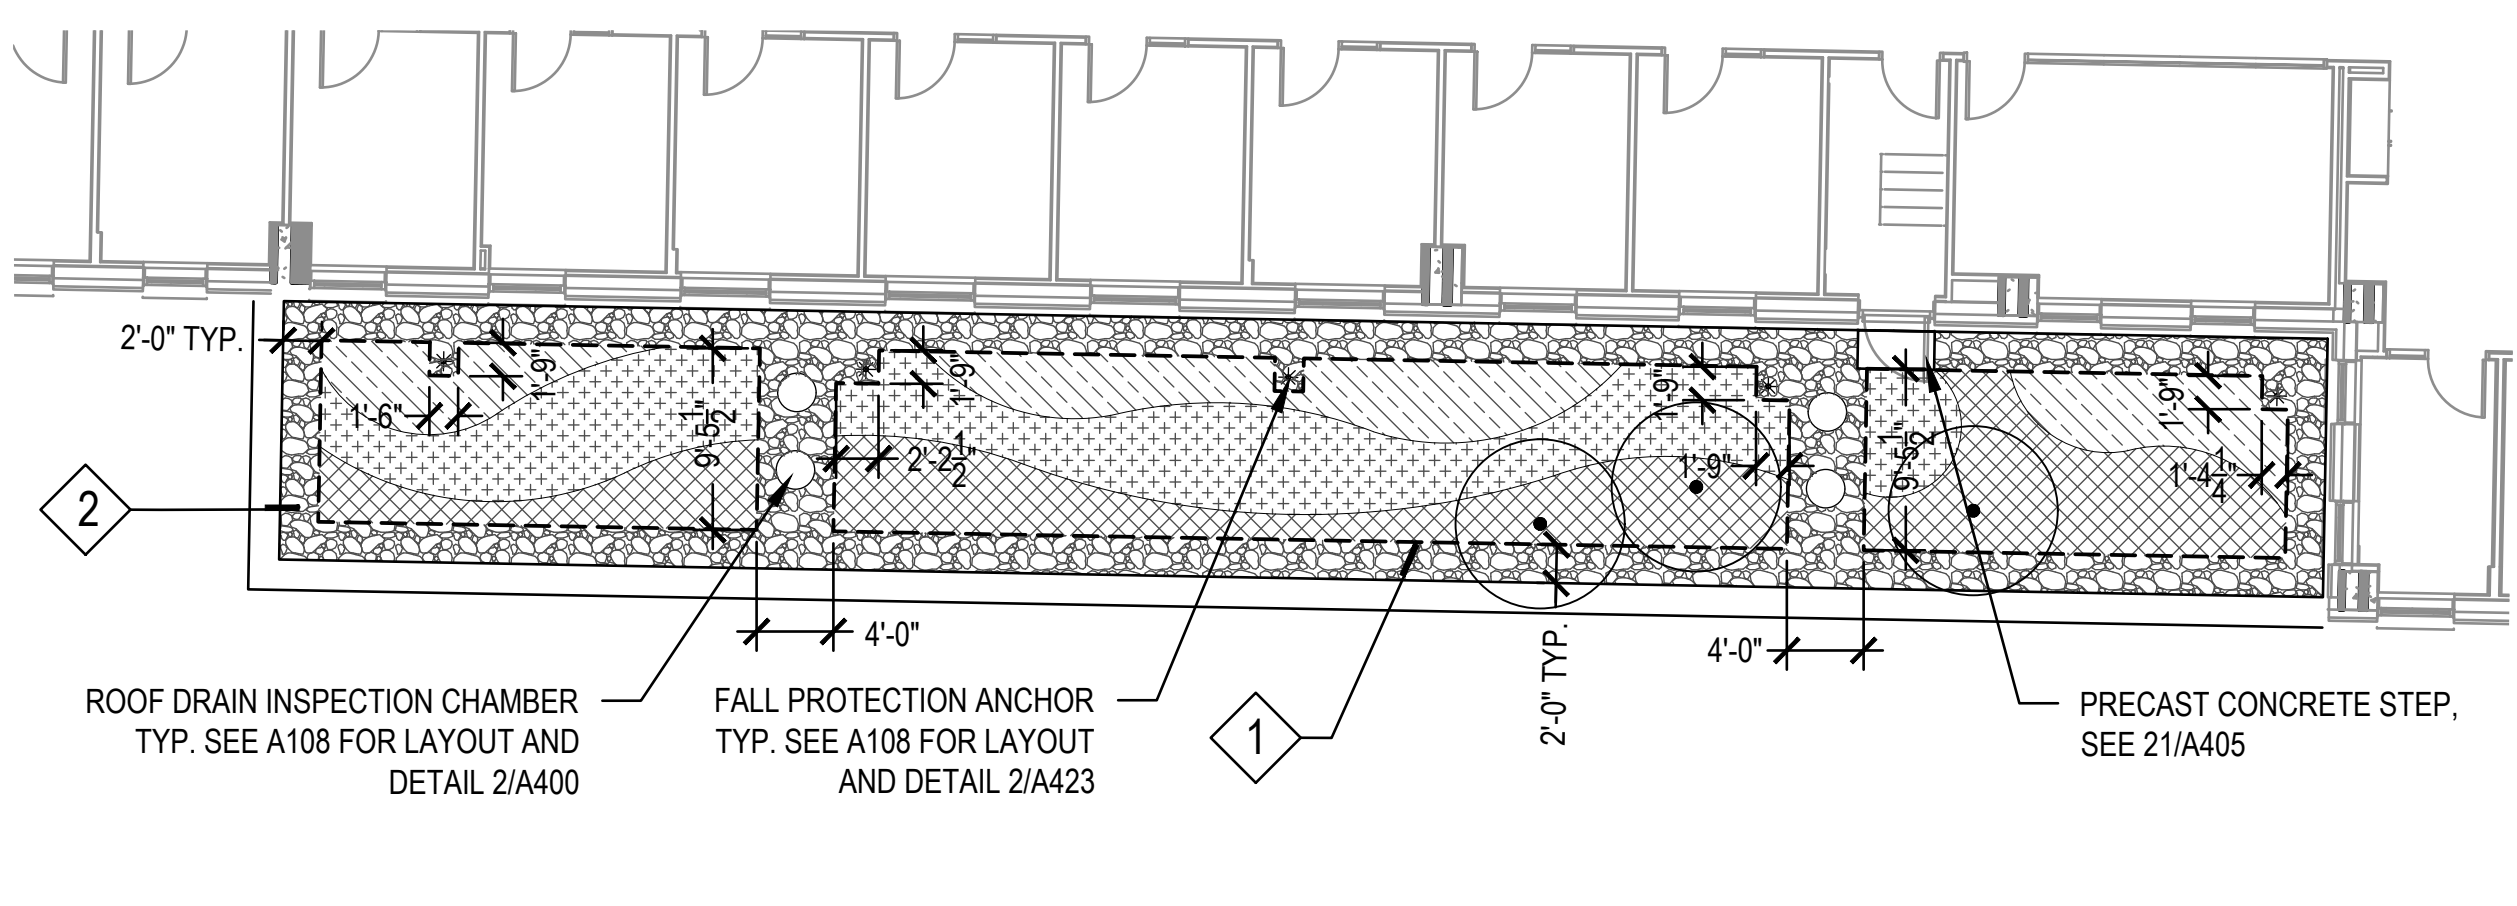 2'-0" TYP.
1'-6"
1'-9"
9'-5 1/2"
1'-9"
2'-2 1/2"
1'-9"
1'-9"
9'-5 1/2"
1'-9"
1'-4 1/4"
2
4'-0"
4'-0"
2'-0" TYP.
ROOF DRAIN INSPECTION CHAMBER
TYP. SEE A108 FOR LAYOUT AND
DETAIL 2/A400
FALL PROTECTION ANCHOR
TYP. SEE A108 FOR LAYOUT
AND DETAIL 2/A423
1
PRECAST CONCRETE STEP,
SEE 21/A405